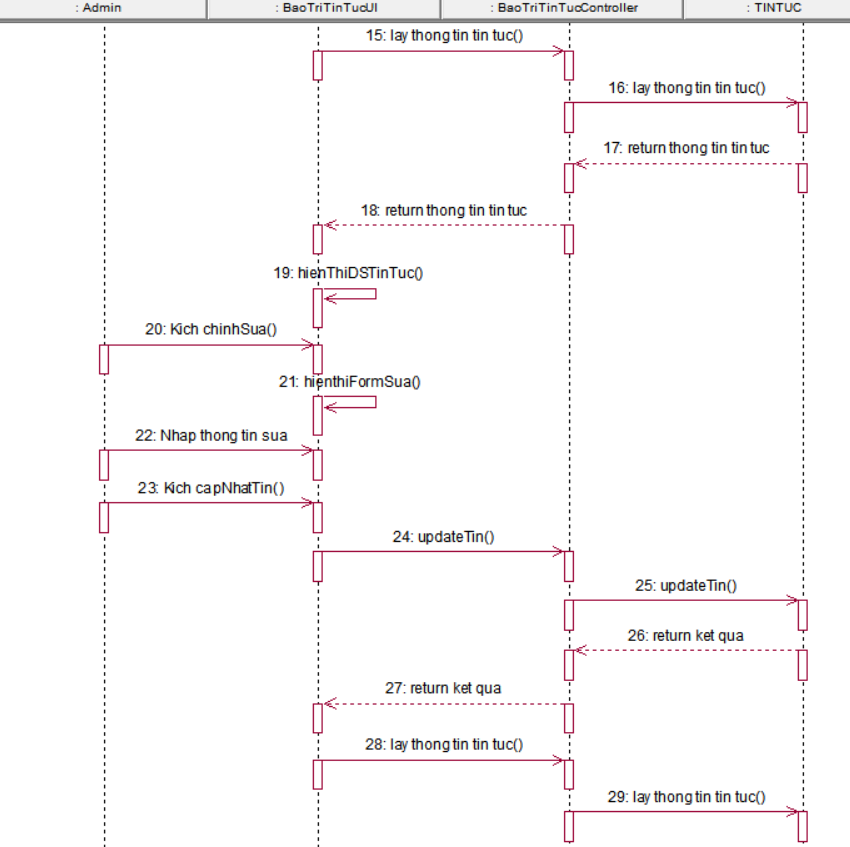 : Admin
: BaoTriTinTucUI
: BaoTriTinTucController
: TINTUC
15: lay thong tin tin tuc()
16: lay thong tin tin tuc()
17: return thong tin tin tuc
18: return thong tin tin tuc
19: hienThiDSTinTuc()
20: Kich chinhSua()
21: hienthiFormSua()
22: Nhap thong tin sua
23: Kich capNhatTin()
24: updateTin()
25: updateTin()
26: return ket qua
27: return ket qua
28: lay thong tin tin tuc()
29: lay thong tin tin tuc()